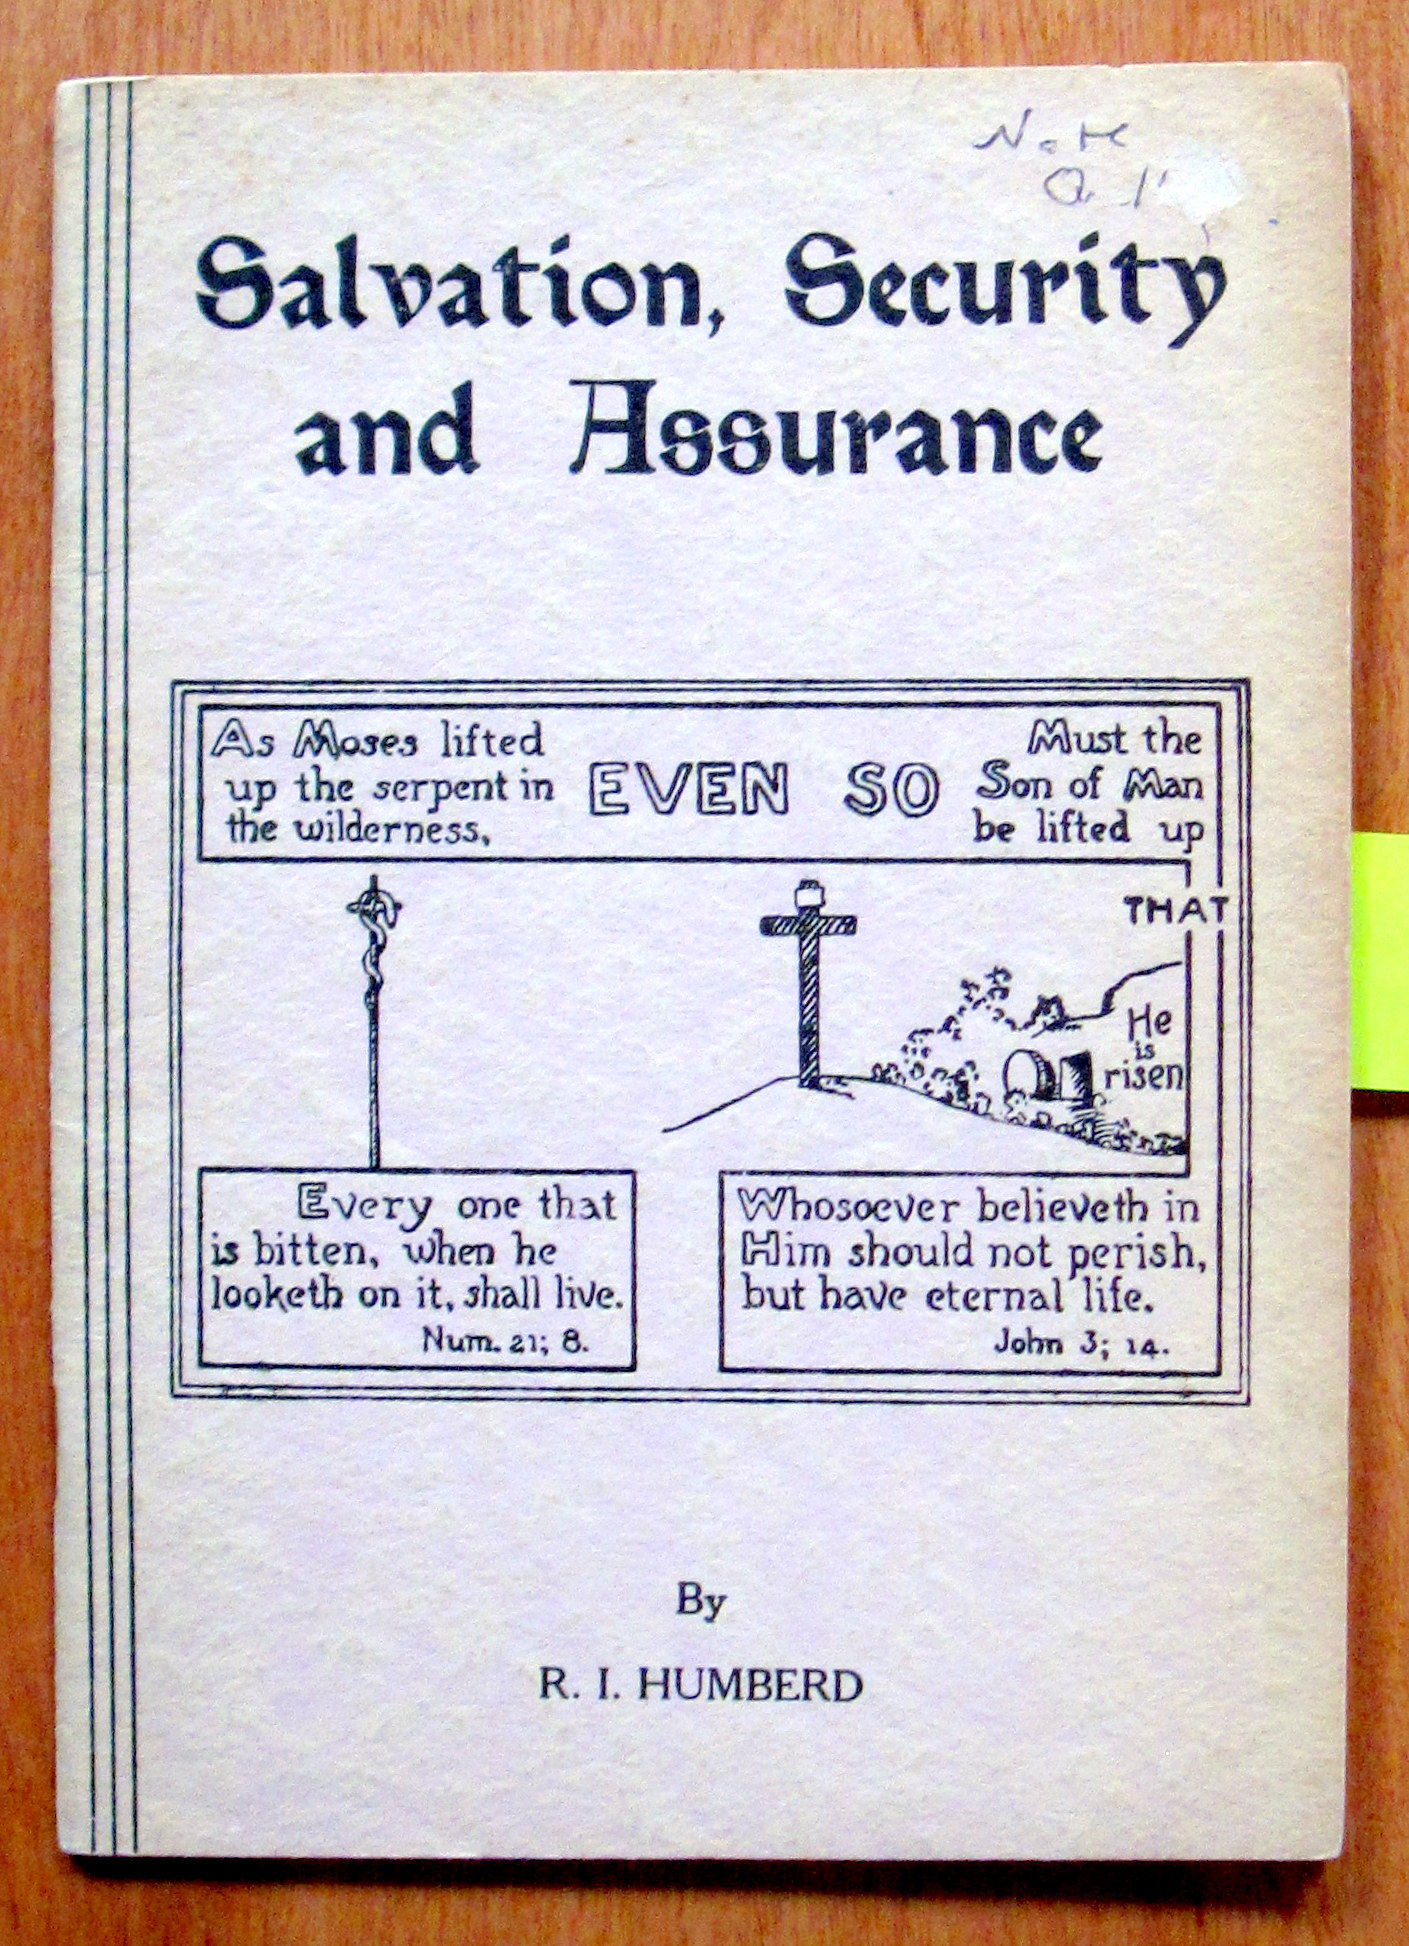 Note
Salvation, Security
and Assurance
As Moses lifted
up the serpent in
the wilderness,
EVEN SO
Must the
Son of Man
be lifted up
THAT
He
is
risen
Every one that
is bitten, when he
looketh on it, shall live.
Num. 21; 8.
Whosoever believeth in
Him should not perish,
but have eternal life.
John 3; 14.
By
R. I. HUMBERD